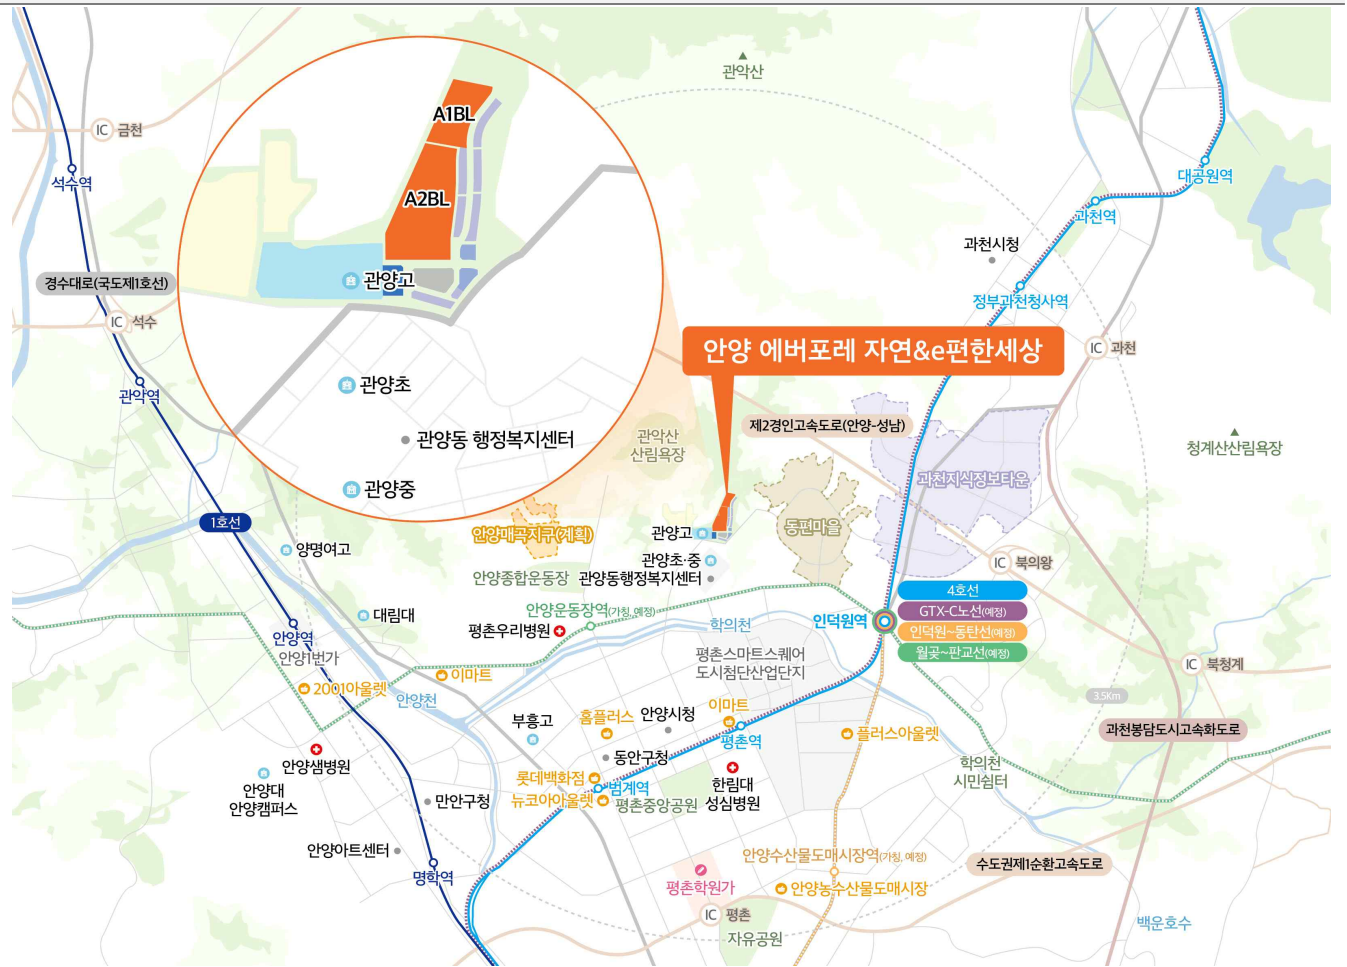 관악산
A1BL
IC 금천
석수역
대공원역
A2BL
과천역
과천시청
관양고
경수대로(국도제1호선)
정부과천청사역
IC 석수
안양 에버포레 자연&e편한세상
IC 과천
관양초
관악역
제2경인고속도로(안양-성남)
관양동 행정복지센터
관악산
산림욕장
청계산산림욕장
과천지식정보타운
관양중
1호선
안양매곡지구(계획)
동편마을
관양고
양명여고
관양초·중
IC 북의왕
안양종합운동장
관양동행정복지센터
4호선
GTX-C노선(예정)
인덕원~동탄선(예정)
월곶~판교선(예정)
안양운동장역(가칭, 예정)
대림대
인덕원역
학의천
평촌우리병원
안양역
안양1번가
평촌스마트스퀘어
도시첨단산업단지
IC 북청계
이마트
2001아울렛
안양천
3.5Km
이마트
부흥고
홈플러스
안양시청
과천봉담도시고속화도로
평촌역
플러스아울렛
동안구청
안양샘병원
학의천
시민쉼터
롯데백화점
범계역
한림대
성심병원
안양대
안양캠퍼스
만안구청
뉴코아아울렛
평촌중앙공원
안양아트센터
안양수산물도매시장역(가칭, 예정)
수도권제1순환고속도로
명학역
평촌학원가
안양농수산물도매시장
IC 평촌
백운호수
자유공원